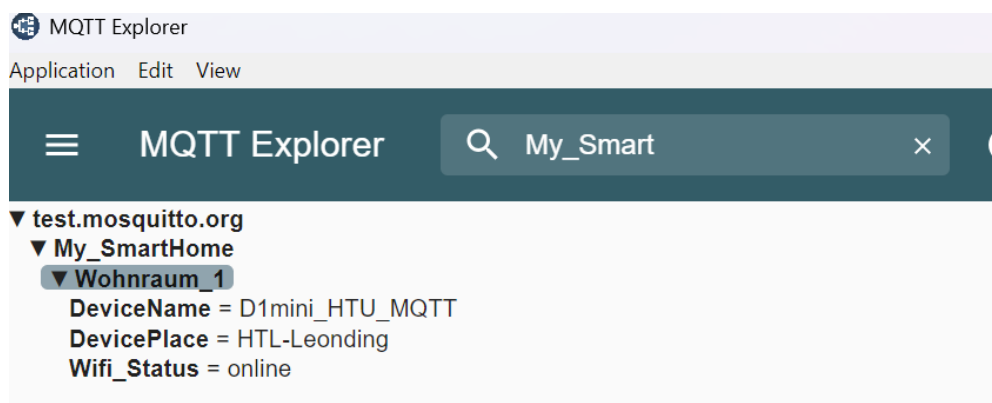 MQTT Explorer
Application Edit View
MQTT Explorer My_Smart
test.mosquitto.org
My_SmartHome
Wohnraum_1
DeviceName = D1mini_HTU_MQTT
DevicePlace = HTL-Leonding
Wifi_Status = online